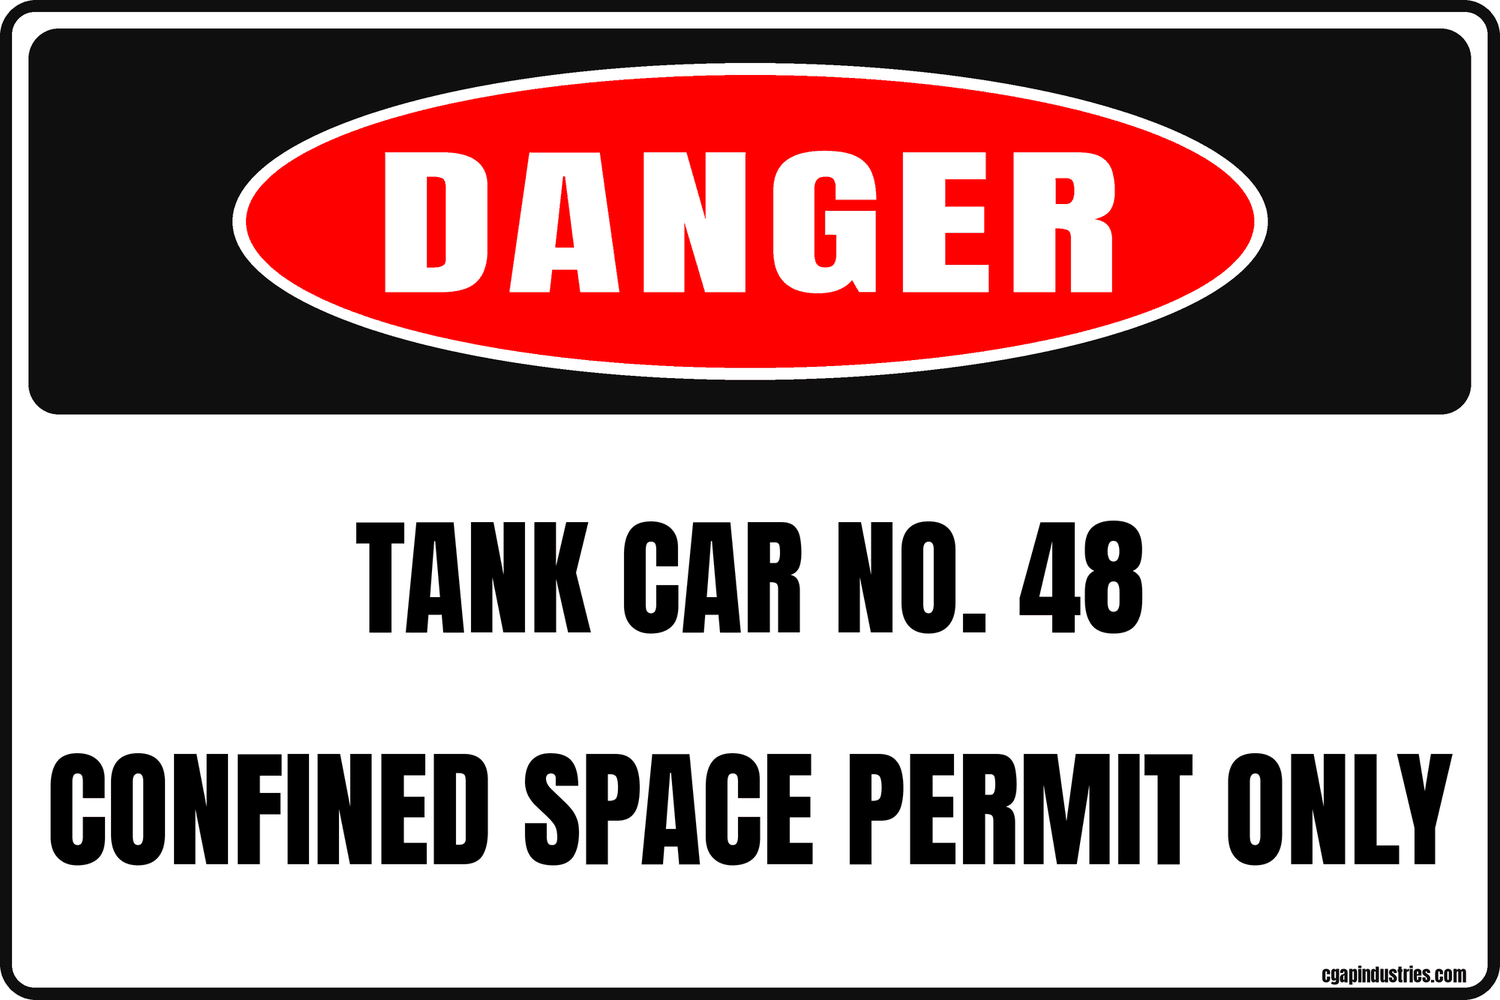 DANGER
TANK CAR NO. 48
CONFINED SPACE PERMIT ONLY
cgapindustries.com